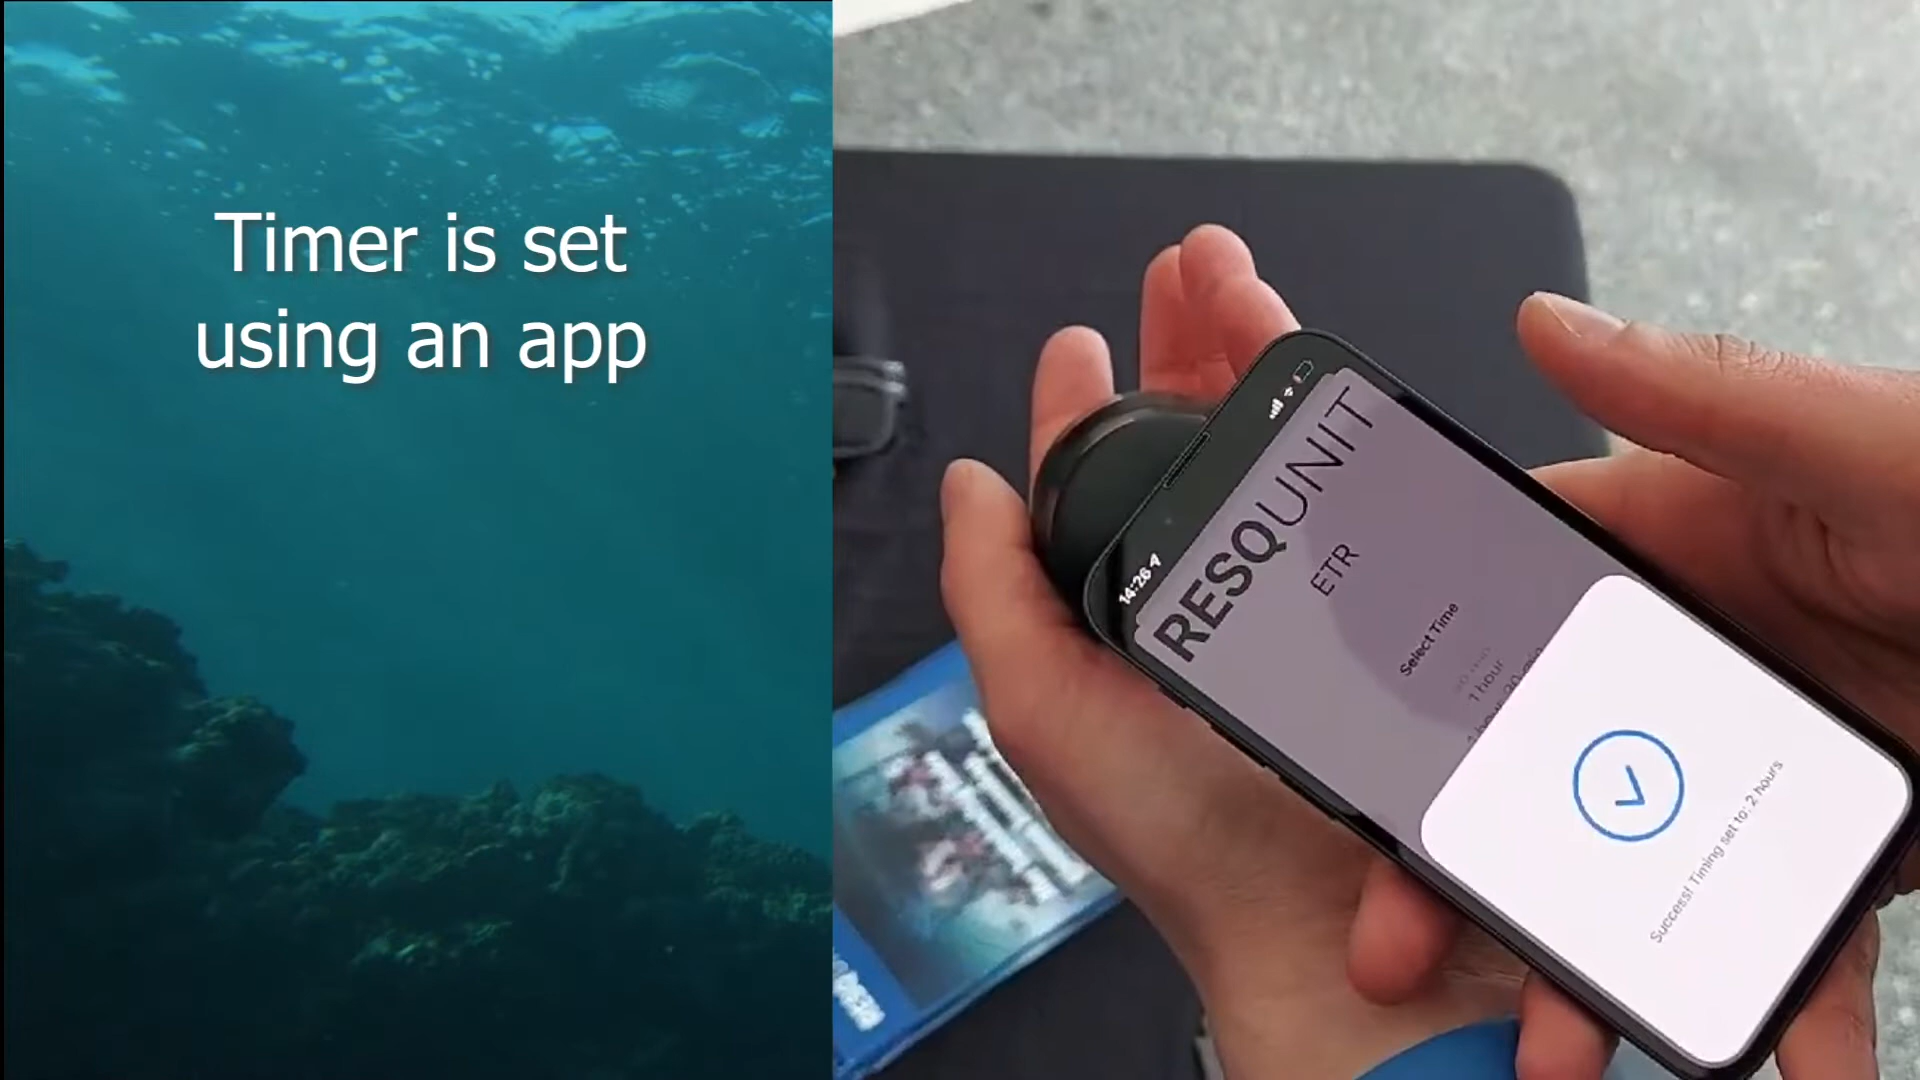 Timer is set
using an app
14:26
RESQUNIT
ETR
Select Time
1 hour
Success! Timing set to: 2 hours